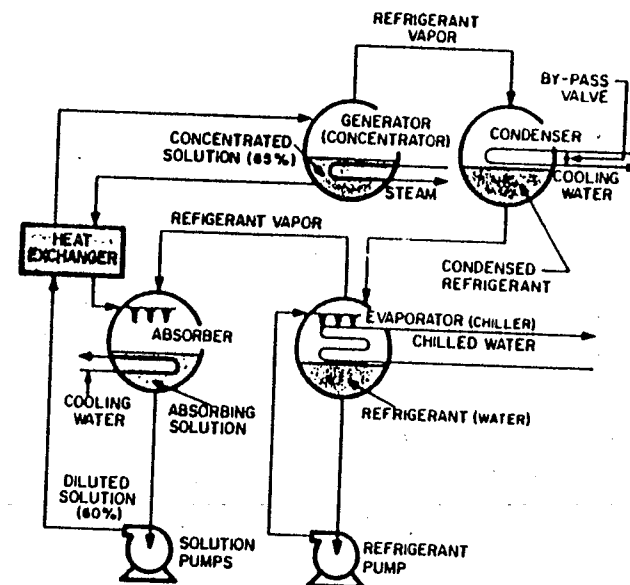 REFRIGERANT
VAPOR
BY-PASS
VALVE
GENERATOR
(CONCENTRATOR)
CONDENSER
CONCENTRATED
SOLUTION (65%)
STEAM
COOLING
WATER
REFIGERANT VAPOR
HEAT
EXCHANGER
CONDENSED
REFRIGERANT
ABSORBER
EVAPORATOR (CHILLER)
CHILLED WATER
COOLING
WATER
ABSORBING
SOLUTION
REFRIGERANT (WATER)
DILUTED
SOLUTION
(60%)
SOLUTION
PUMPS
REFRIGERANT
PUMP